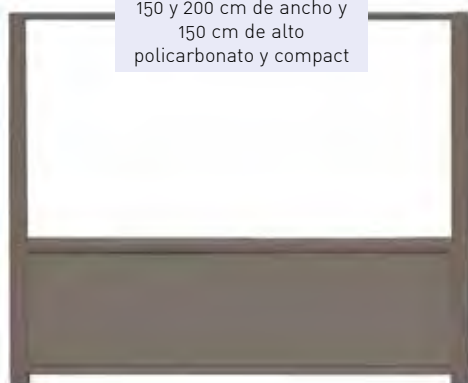 150 y 200 cm de ancho y
150 cm de alto
policarbonato y compact